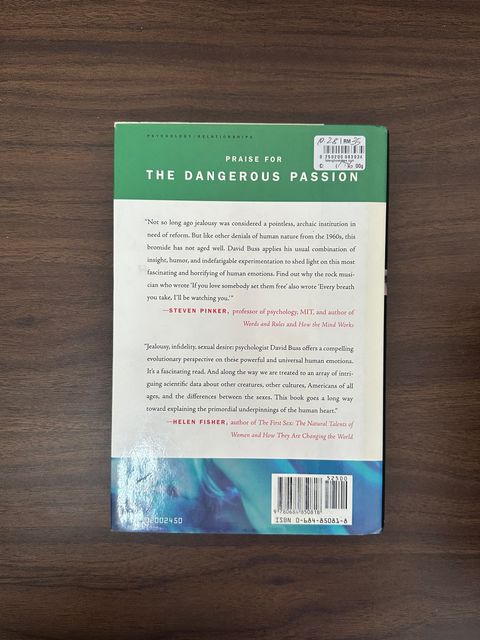 PSYCHOLOGY/RELATIONSHIPS
PRAISE FOR
THE DANGEROUS PASSION
RM 35
"Not so long ago jealousy was considered a pointless, archaic institution in
need of reform. But like other denials of human nature from the 1960s, this
bromide has not aged well. David Buss applies his usual combination of
insight, humor, and indefatigable experimentation to shed light on this most
fascinating and horrifying of human emotions. Find out why the rock musi-
cian who wrote 'If you love somebody set them free' also wrote 'Every breath
you take, I'll be watching you.'"
—STEVEN PINKER, professor of psychology, MIT, and author of
Words and Rules and How the Mind Works
"Jealousy, infidelity, sexual desire: psychologist David Buss offers a compelling
evolutionary perspective on these powerful and universal human emotions.
It's a fascinating read. And along the way we are treated to an array of intri-
guing scientific data about other creatures, other cultures, Americans of all
ages, and the differences between the sexes. This book goes a long way
toward explaining the primordial underpinnings of the human heart."
—HELEN FISHER, author of The First Sex: The Natural Talents of
Women and How They Are Changing the World
52500
9 780684 850818
ISBN 0-684-85081-8